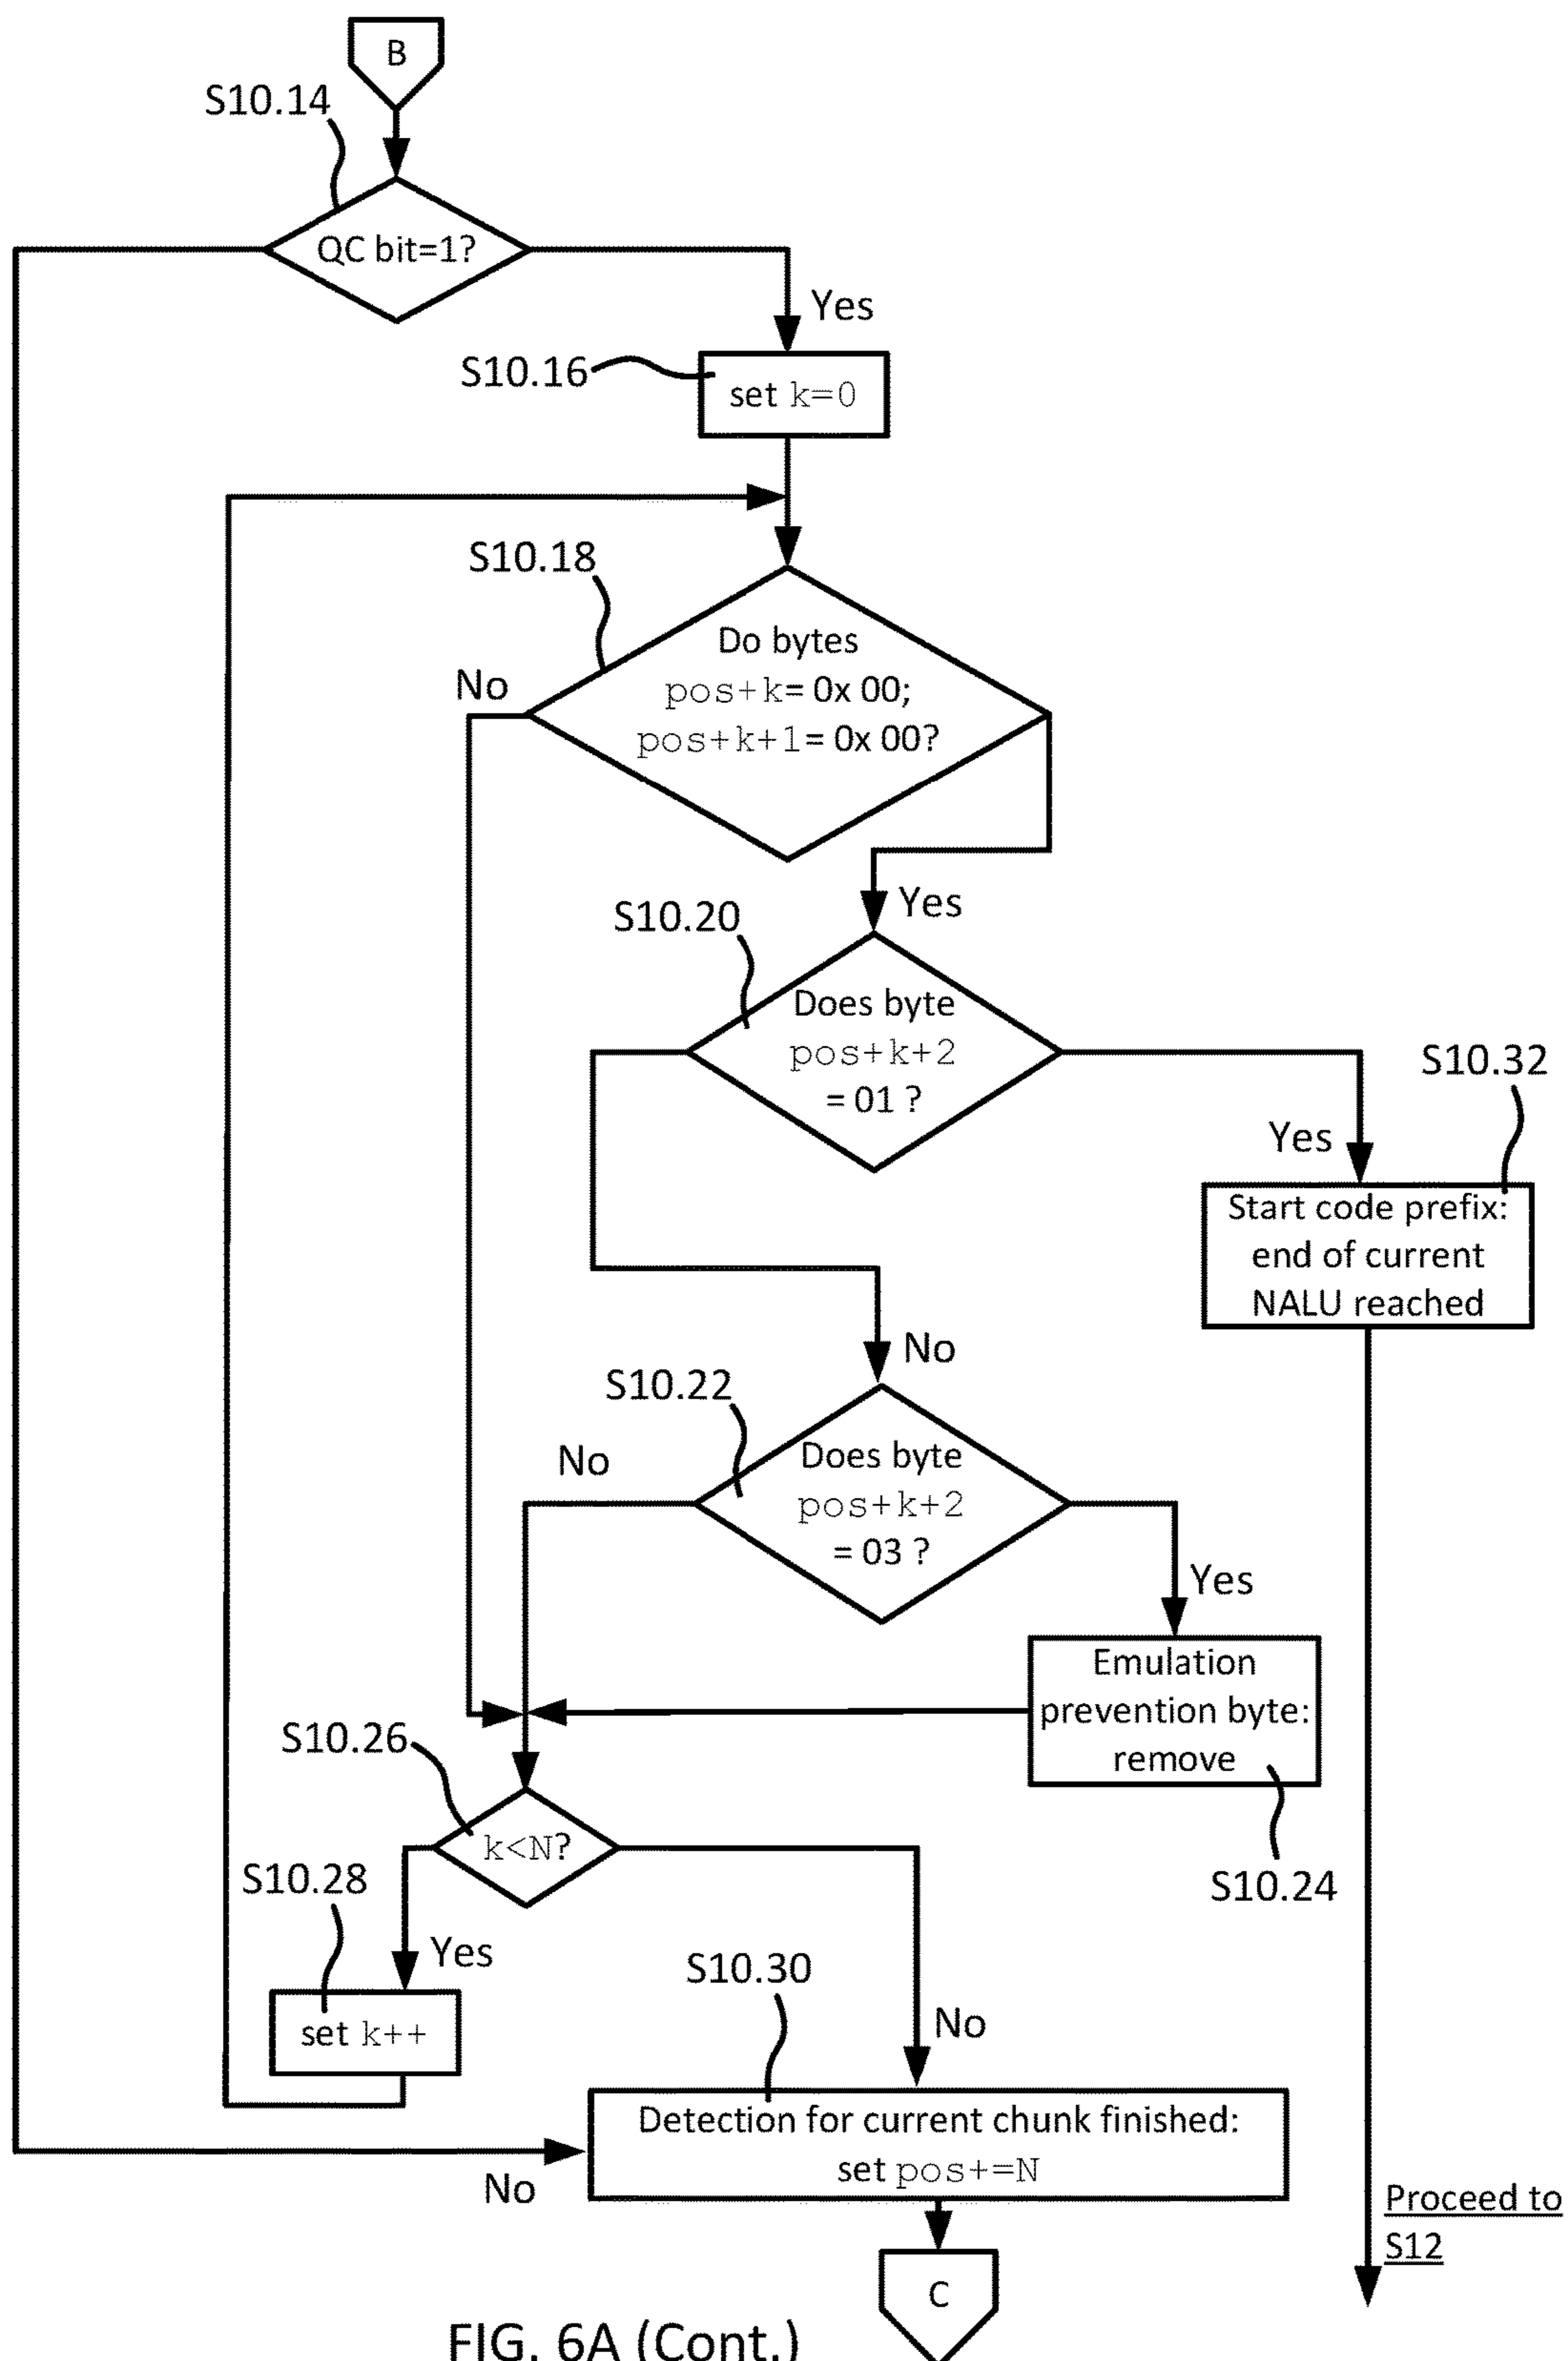 B
S10.14
QC bit=1?
Yes
S10.16
set k=0
S10.18
Do bytes
No
pos+k= 0x 00;
pos+k+1= 0x 00?
Yes
S10.20
Does byte
pos+k+2
= 01 ?
S10.32
Yes
Start code prefix:
end of current
NALU reached
No
S10.22
Does byte
No
pos+k+2
= 03 ?
Yes
Emulation
prevention byte:
remove
S10.26
k<N?
S10.28
S10.24
Yes
S10.30
set k++
No
Detection for current chunk finished:
set pos+=N
No
Proceed to
S12
C
FIG. 6A (Cont.)